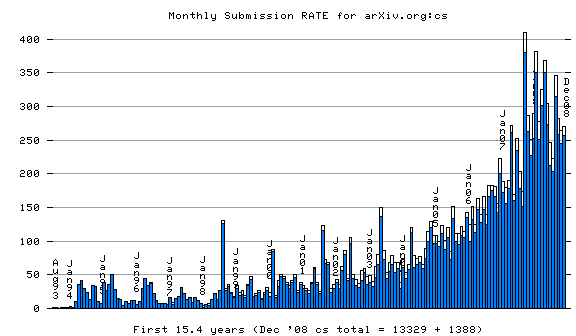 Monthly Submission RATE for arXiv.org:cs
400
350
300
250
200
150
100
50
0
Aug93
Jan94
Jan95
Jan96
Jan97
Jan98
Jan99
Jan00
Jan01
Jan02
Jan03
Jan05
Jan06
Jan07
Dec08
First 15.4 years (Dec '08 cs total = 13329 + 1388)